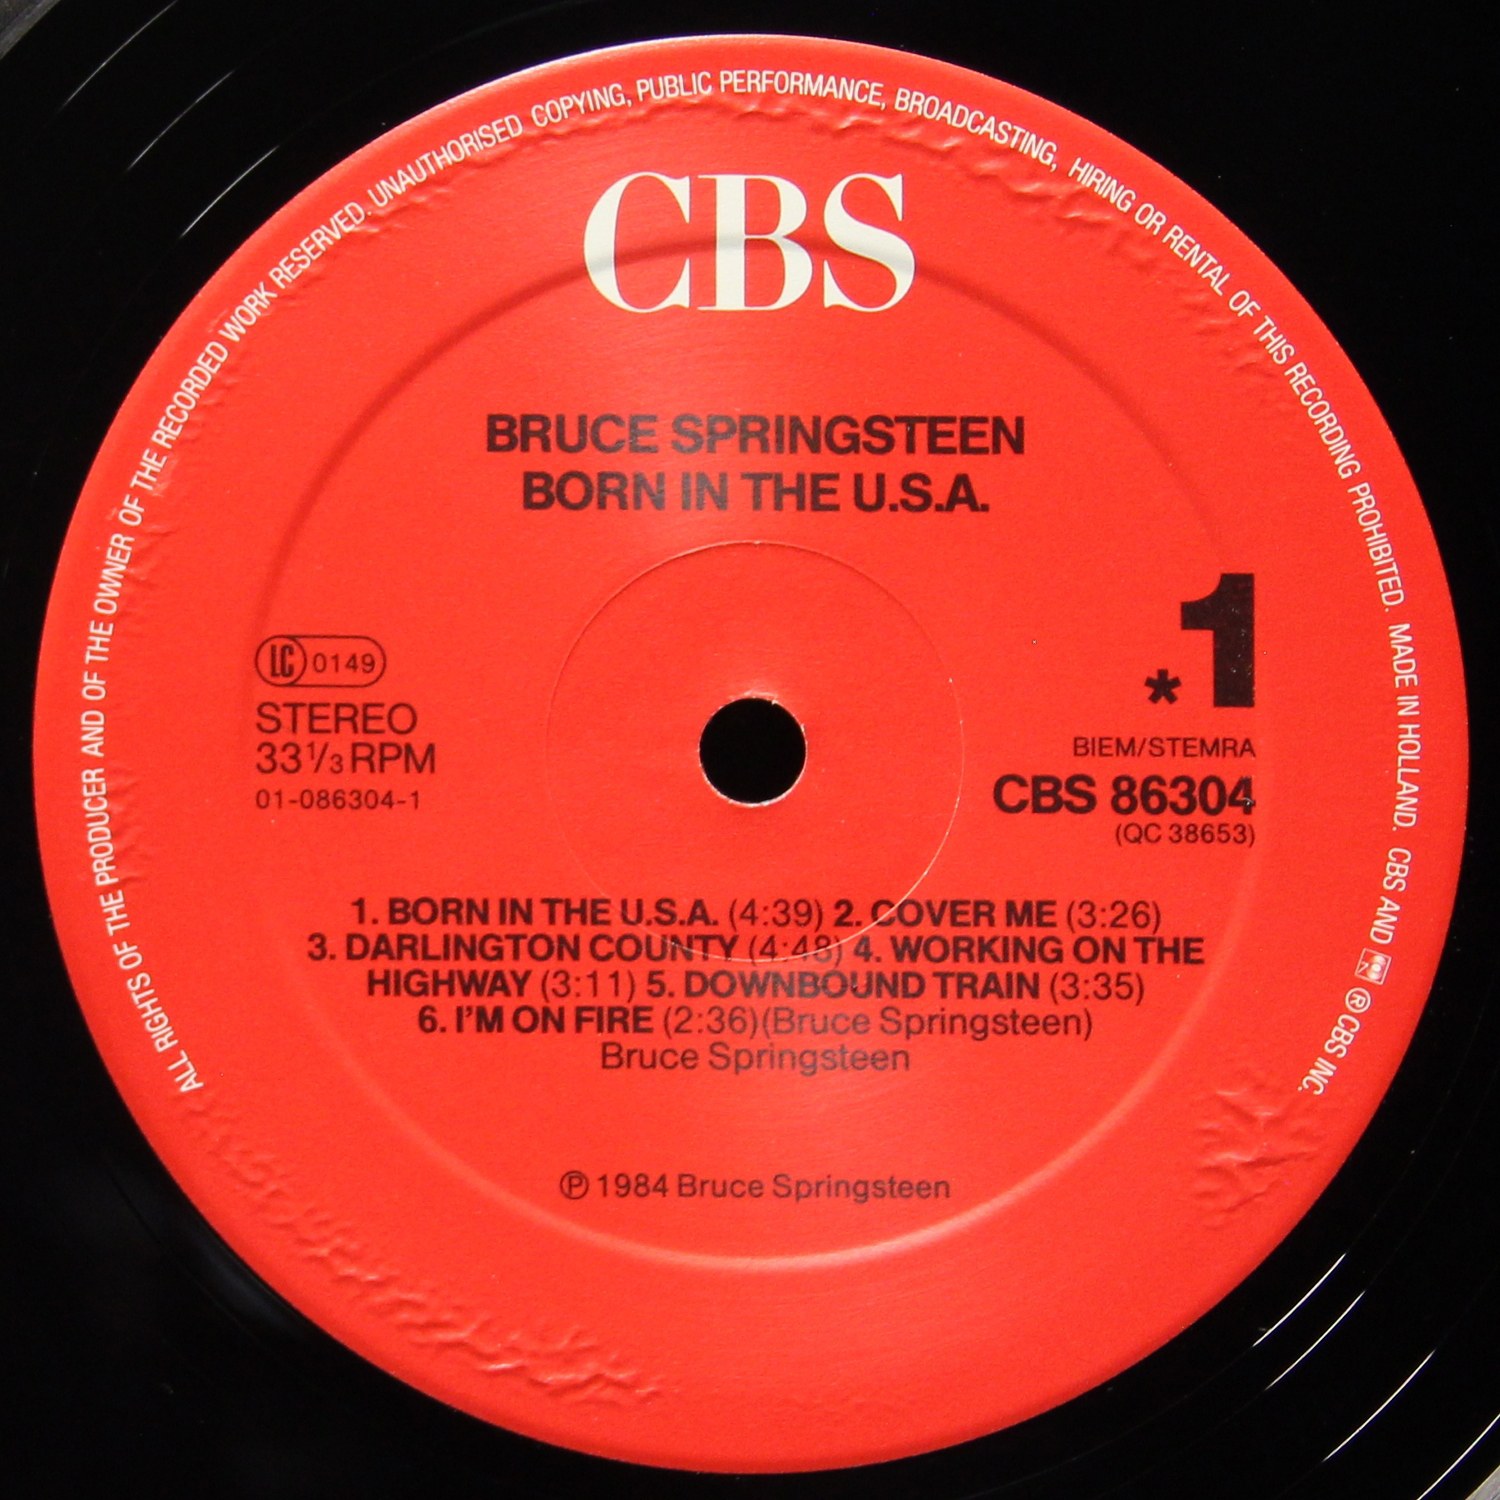 ALL RIGHTS OF THE PRODUCER AND OF THE OWNER OF THE RECORDED WORK RESERVED. UNAUTHORISED COPYING, PUBLIC PERFORMANCE, BROADCASTING, HIRING OR RENTAL OF THIS RECORDING PROHIBITED. MADE IN HOLLAND. CBS AND ℗ CBS INC.
CBS
BRUCE SPRINGSTEEN
BORN IN THE U.S.A.
*1
LC 0149
STEREO
33⅓ RPM
01-086304-1
BIEM/STEMRA
CBS 86304
(QC 38653)
1. BORN IN THE U.S.A. (4:39) 2. COVER ME (3:26)
3. DARLINGTON COUNTY (4:48) 4. WORKING ON THE
HIGHWAY (3:11) 5. DOWNBOUND TRAIN (3:35)
6. I'M ON FIRE (2:36)(Bruce Springsteen)
Bruce Springsteen
℗ 1984 Bruce Springsteen